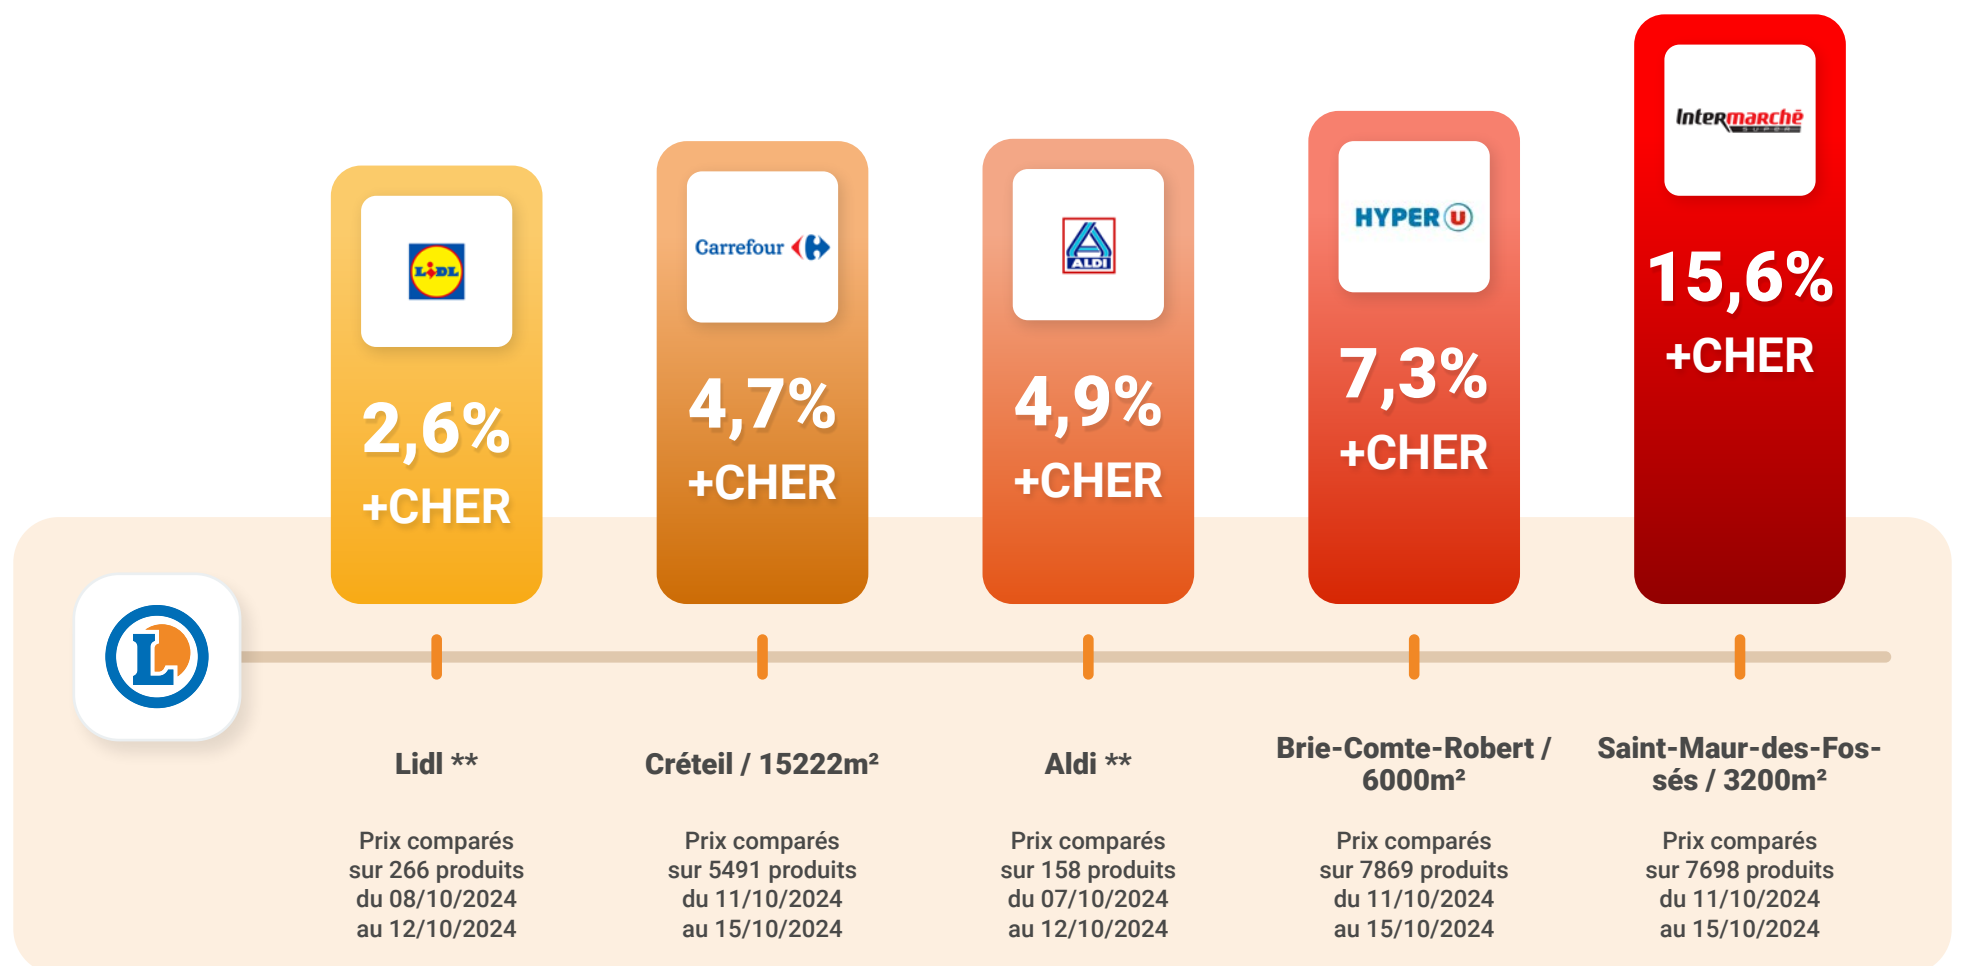 LIDL
2,6%
+CHER
Carrefour
4,7%
+CHER
ALDI
4,9%
+CHER
HYPER U
7,3%
+CHER
Intermarchē
SUPER
15,6%
+CHER
L
Lidl **
Prix comparés
sur 266 produits
du 08/10/2024
au 12/10/2024
Créteil / 15222m²
Prix comparés
sur 5491 produits
du 11/10/2024
au 15/10/2024
Aldi **
Prix comparés
sur 158 produits
du 07/10/2024
au 12/10/2024
Brie-Comte-Robert /
6000m²
Prix comparés
sur 7869 produits
du 11/10/2024
au 15/10/2024
Saint-Maur-des-Fos-
sés / 3200m²
Prix comparés
sur 7698 produits
du 11/10/2024
au 15/10/2024